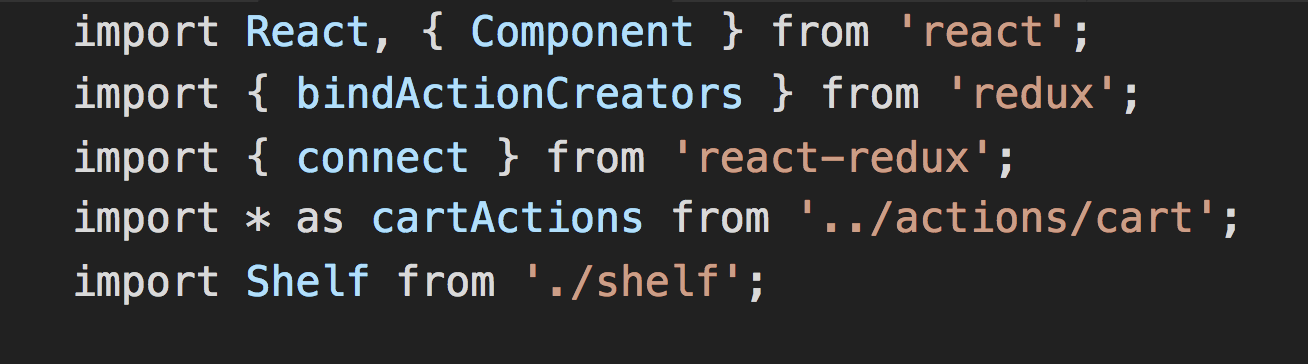 import React, { Component } from 'react';
import { bindActionCreators } from 'redux';
import { connect } from 'react-redux';
import * as cartActions from '../actions/cart';
import Shelf from './shelf';